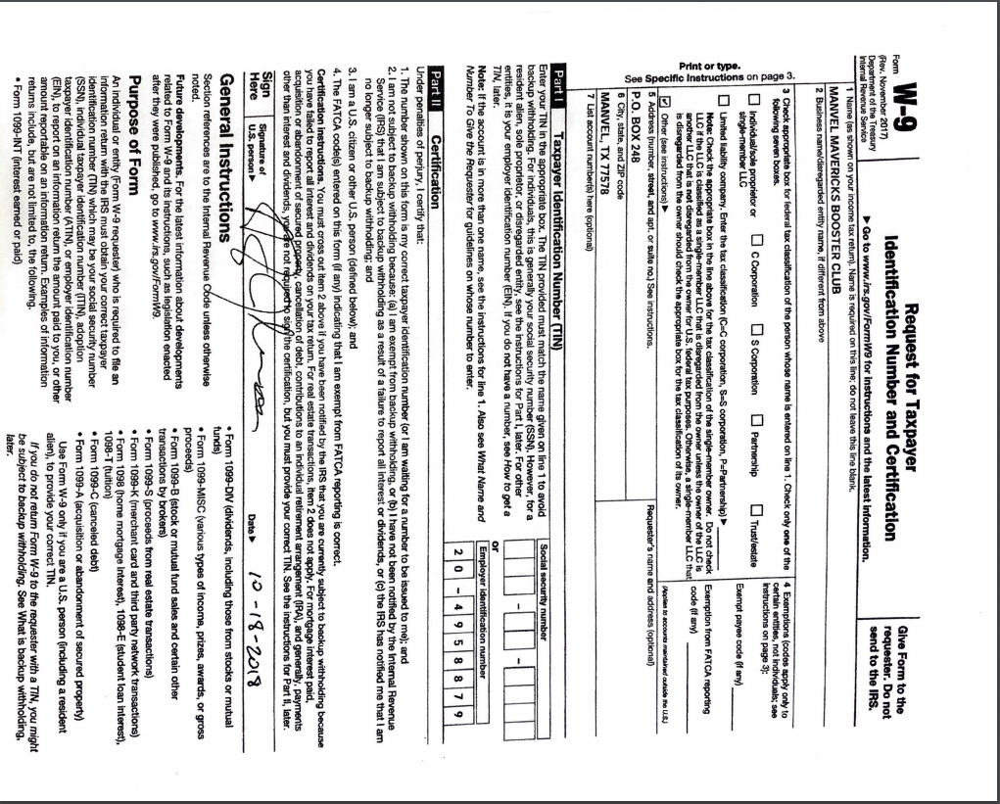 Form W-9
(Rev. November 2017)
Department of the Treasury
Internal Revenue Service
Request for Taxpayer
Identification Number and Certification
▶ Go to www.irs.gov/FormW9 for instructions and the latest information.
Give Form to the
requester. Do not
send to the IRS.
Print or type.
See Specific Instructions on page 3.
1 Name (as shown on your income tax return). Name is required on this line; do not leave this line blank.
MANVEL MAVERICKS BOOSTER CLUB
2 Business name/disregarded entity name, if different from above
3 Check appropriate box for federal tax classification of the person whose name is entered on line 1. Check only one of the
following seven boxes.
Individual/sole proprietor or
single-member LLC
C Corporation
S Corporation
Partnership
Trust/estate
Limited liability company. Enter the tax classification (C=C corporation, S=S corporation, P=Partnership) ▶
Note: Check the appropriate box in the line above for the tax classification of the single-member owner. Do not check
LLC if the LLC is classified as a single-member LLC that is disregarded from the owner unless the owner of the LLC is
another LLC that is not disregarded from the owner for U.S. federal tax purposes. Otherwise, a single-member LLC that
is disregarded from the owner should check the appropriate box for the tax classification of its owner.
✓ Other (see instructions) ▶
4 Exemptions (codes apply only to
certain entities, not individuals; see
instructions on page 3):
Exempt payee code (if any)
Exemption from FATCA reporting
code (if any)
(Applies to accounts maintained outside the U.S.)
5 Address (number, street, and apt. or suite no.) See instructions.
P.O. BOX 248
Requester's name and address (optional)
6 City, state, and ZIP code
MANVEL, TX 77578
7 List account number(s) here (optional)
Part I Taxpayer Identification Number (TIN)
Enter your TIN in the appropriate box. The TIN provided must match the name given on line 1 to avoid
backup withholding. For individuals, this is generally your social security number (SSN). However, for a
resident alien, sole proprietor, or disregarded entity, see the instructions for Part I, later. For other
entities, it is your employer identification number (EIN). If you do not have a number, see How to get a
TIN, later.
Note: If the account is in more than one name, see the instructions for line 1. Also see What Name and
Number To Give the Requester for guidelines on whose number to enter.
Social security number
– –
or
Employer identification number
20-4958879
Part II Certification
Under penalties of perjury, I certify that:
1. The number shown on this form is my correct taxpayer identification number (or I am waiting for a number to be issued to me); and
2. I am not subject to backup withholding because: (a) I am exempt from backup withholding, or (b) I have not been notified by the Internal Revenue
Service (IRS) that I am subject to backup withholding as a result of a failure to report all interest or dividends, or (c) the IRS has notified me that I am
no longer subject to backup withholding; and
3. I am a U.S. citizen or other U.S. person (defined below); and
4. The FATCA code(s) entered on this form (if any) indicating that I am exempt from FATCA reporting is correct.
Certification instructions. You must cross out item 2 above if you have been notified by the IRS that you are currently subject to backup withholding because
you have failed to report all interest and dividends on your tax return. For real estate transactions, item 2 does not apply. For mortgage interest paid,
acquisition or abandonment of secured property, cancellation of debt, contributions to an individual retirement arrangement (IRA), and generally, payments
other than interest and dividends, you are not required to sign the certification, but you must provide your correct TIN. See the instructions for Part II, later.
Sign
Here
Signature of
U.S. person ▶
Date ▶ 10-18-2018
General Instructions
Section references are to the Internal Revenue Code unless otherwise
noted.
Future developments. For the latest information about developments
related to Form W-9 and its instructions, such as legislation enacted
after they were published, go to www.irs.gov/FormW9.
Purpose of Form
An individual or entity (Form W-9 requester) who is required to file an
information return with the IRS must obtain your correct taxpayer
identification number (TIN) which may be your social security number
(SSN), individual taxpayer identification number (ITIN), adoption
taxpayer identification number (ATIN), or employer identification number
(EIN), to report on an information return the amount paid to you, or other
amount reportable on an information return. Examples of information
returns include, but are not limited to, the following.
• Form 1099-INT (interest earned or paid)
• Form 1099-DIV (dividends, including those from stocks or mutual
funds)
• Form 1099-MISC (various types of income, prizes, awards, or gross
proceeds)
• Form 1099-B (stock or mutual fund sales and certain other
transactions by brokers)
• Form 1099-S (proceeds from real estate transactions)
• Form 1099-K (merchant card and third party network transactions)
• Form 1098 (home mortgage interest), 1098-E (student loan interest),
1098-T (tuition)
• Form 1099-C (canceled debt)
• Form 1099-A (acquisition or abandonment of secured property)
Use Form W-9 only if you are a U.S. person (including a resident
alien), to provide your correct TIN.
If you do not return Form W-9 to the requester with a TIN, you might
be subject to backup withholding. See What is backup withholding,
later.